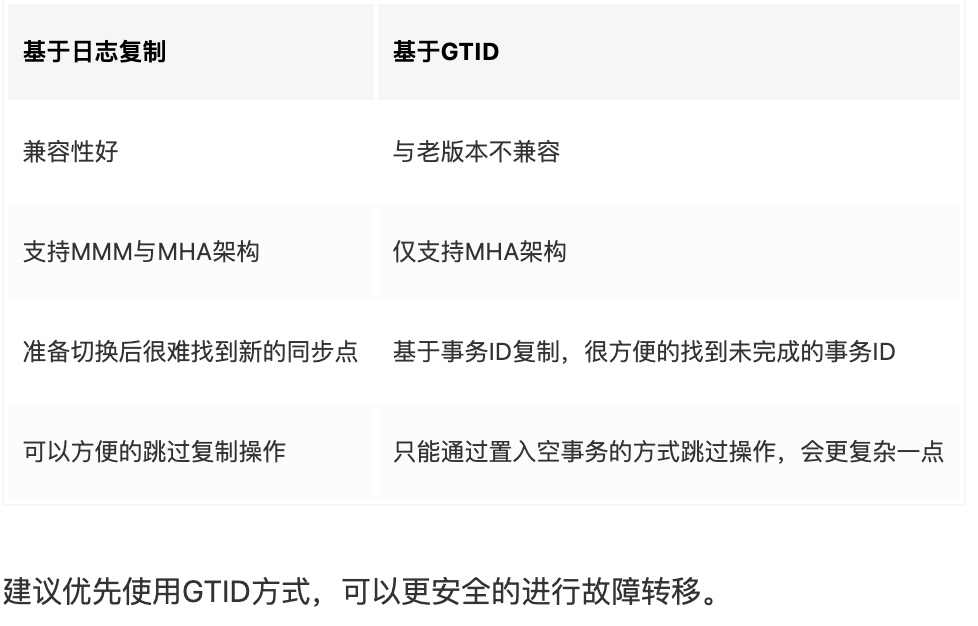 基于日志复制 基于GTID
兼容性好 与老版本不兼容
支持MMM与MHA架构 仅支持MHA架构
准备切换后很难找到新的同步点 基于事务ID复制，很方便的找到未完成的事务ID
可以方便的跳过复制操作 只能通过置入空事务的方式跳过操作，会更复杂一点
建议优先使用GTID方式，可以更安全的进行故障转移。